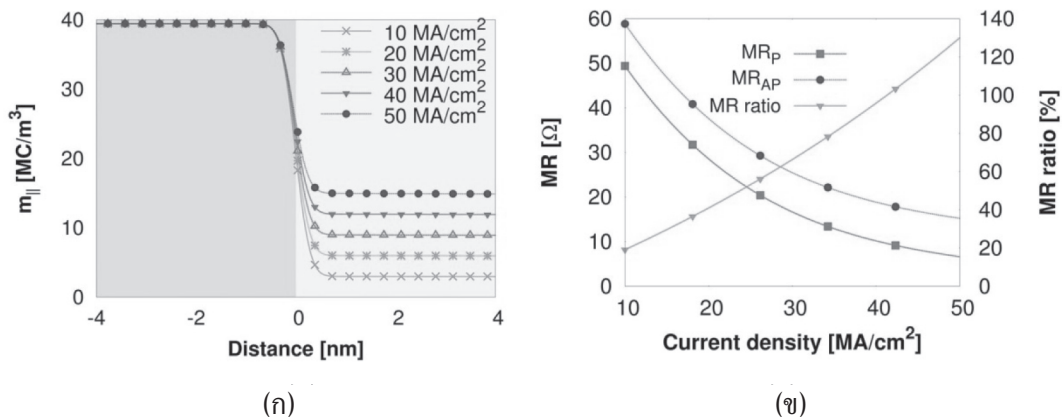 40
30
20
10
0
m|| [MC/m³]
10 MA/cm²
20 MA/cm²
30 MA/cm²
40 MA/cm²
50 MA/cm²
-4 -2 0 2 4
Distance [nm]
(ก)
60
50
40
30
20
10
0
MR [Ω]
MR_P
MR_AP
MR ratio
140
120
100
80
60
40
20
0
MR ratio [%]
10 20 30 40 50
Current density [MA/cm²]
(ข)